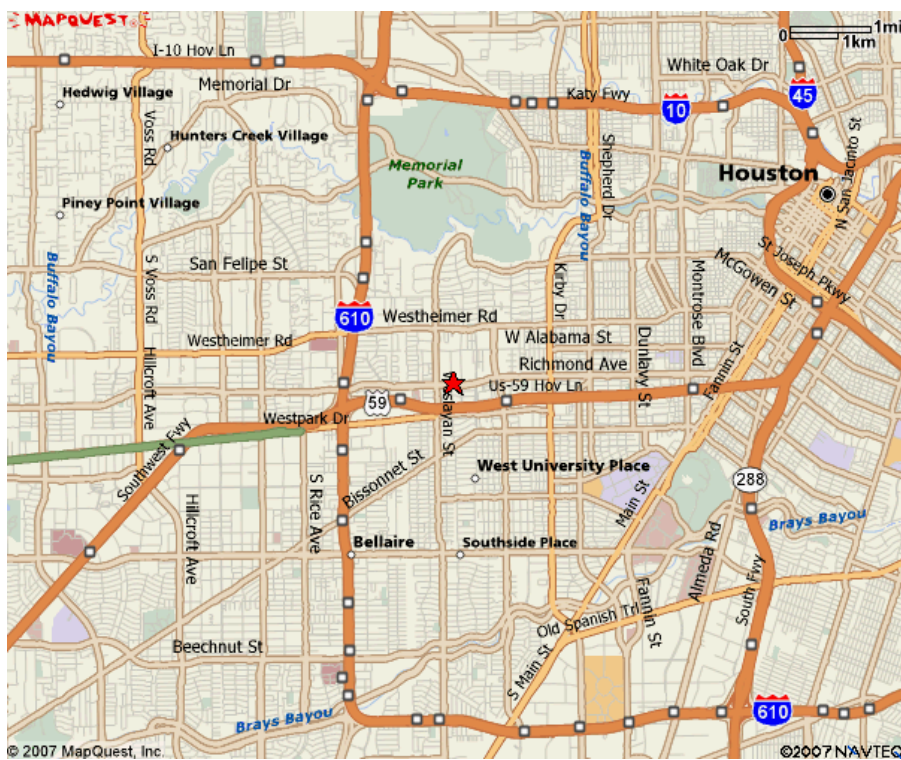 MAPQUEST
1mi
0
1km
I-10 Hov Ln
White Oak Dr
Memorial Dr
Hedwig Village
Katy Fwy
10
45
Voss Rd
Hunters Creek Village
Shepherd Dr
N San Jacinto St
Memorial
Park
Buffalo Bayou
Houston
Piney Point Village
St Joseph Pkwy
S Voss Rd
San Felipe St
Buffalo Bayou
Kirby Dr
Montrose Blvd
McGowen St
610
Westheimer Rd
Westheimer Rd
W Alabama St
Dunlavy St
Richmond Ave
Fannin St
Hillcroft Ave
59
Us-59 Hov Ln
Westpark Dr
Weslayan St
Southwest Fwy
Bissonnet St
West University Place
S Rice Ave
288
Main St
Hillcroft Ave
Brays Bayou
Bellaire
Southside Place
Almeda Rd
Fannin St
South Fwy
Old Spanish Trl
Beechnut St
S Main St
Brays Bayou
610
© 2007 MapQuest, Inc.
©2007 NAVTEQ